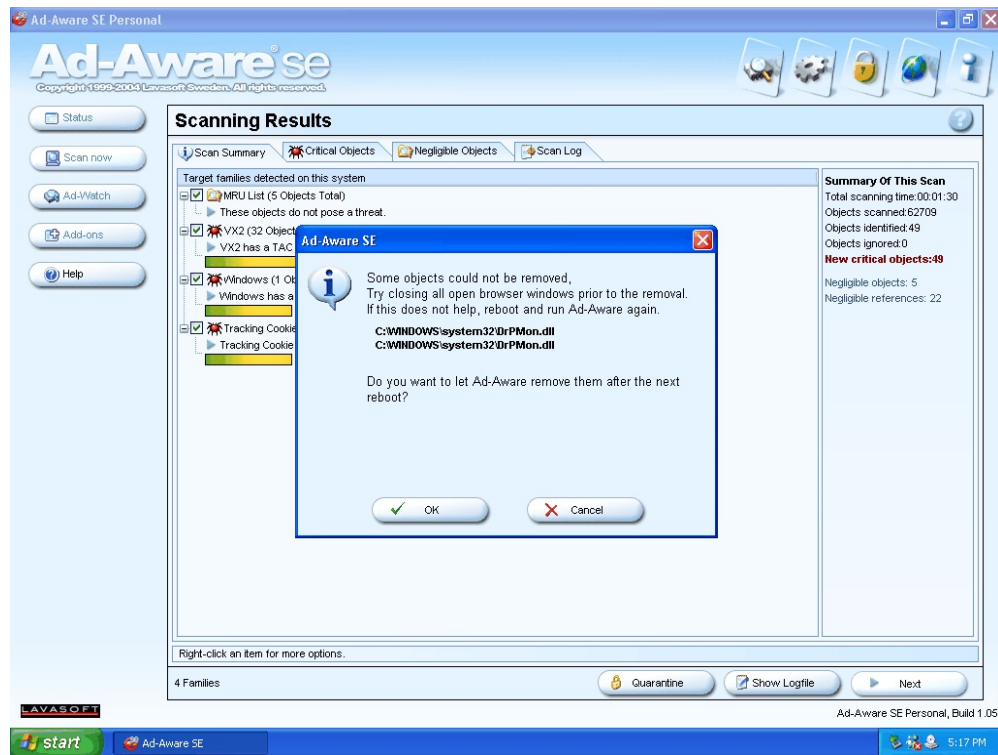 Ad-Aware SE Personal
Ad-Aware SE
Copyright 1999-2004 Lavasoft Sweden. All rights reserved.
Status
Scan now
Ad-Watch
Add-ons
Help
Scanning Results
Scan Summary
Critical Objects
Negligible Objects
Scan Log
Target families detected on this system
MRU List (5 Objects Total)
These objects do not pose a threat.
VX2 (32 Object
VX2 has a TAC
Windows (1 Ob
Windows has a
Tracking Cookie
Tracking Cookie
Ad-Aware SE
Some objects could not be removed,
Try closing all open browser windows prior to the removal.
If this does not help, reboot and run Ad-Aware again.
C:\WINDOWS\system32\DrPMon.dll
C:\WINDOWS\system32\DrPMon.dll
Do you want to let Ad-Aware remove them after the next
reboot?
OK
Cancel
Summary Of This Scan
Total scanning time:00:01:30
Objects scanned:62709
Objects identified:49
Objects ignored:0
New critical objects:49
Negligible objects: 5
Negligible references: 22
Right-click an item for more options.
4 Families
Quarantine
Show Logfile
Next
LAVASOFT
Ad-Aware SE Personal, Build 1.05
start
Ad-Aware SE
5:17 PM